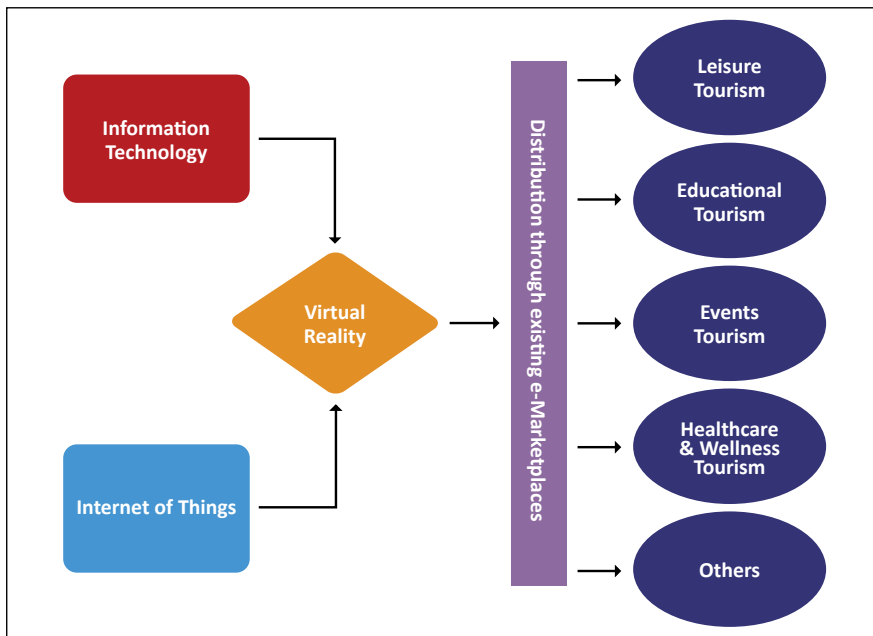 Information
Technology
Internet of Things
Virtual
Reality
Distribution through existing e-Marketplaces
Leisure
Tourism
Educational
Tourism
Events
Tourism
Healthcare
& Wellness
Tourism
Others